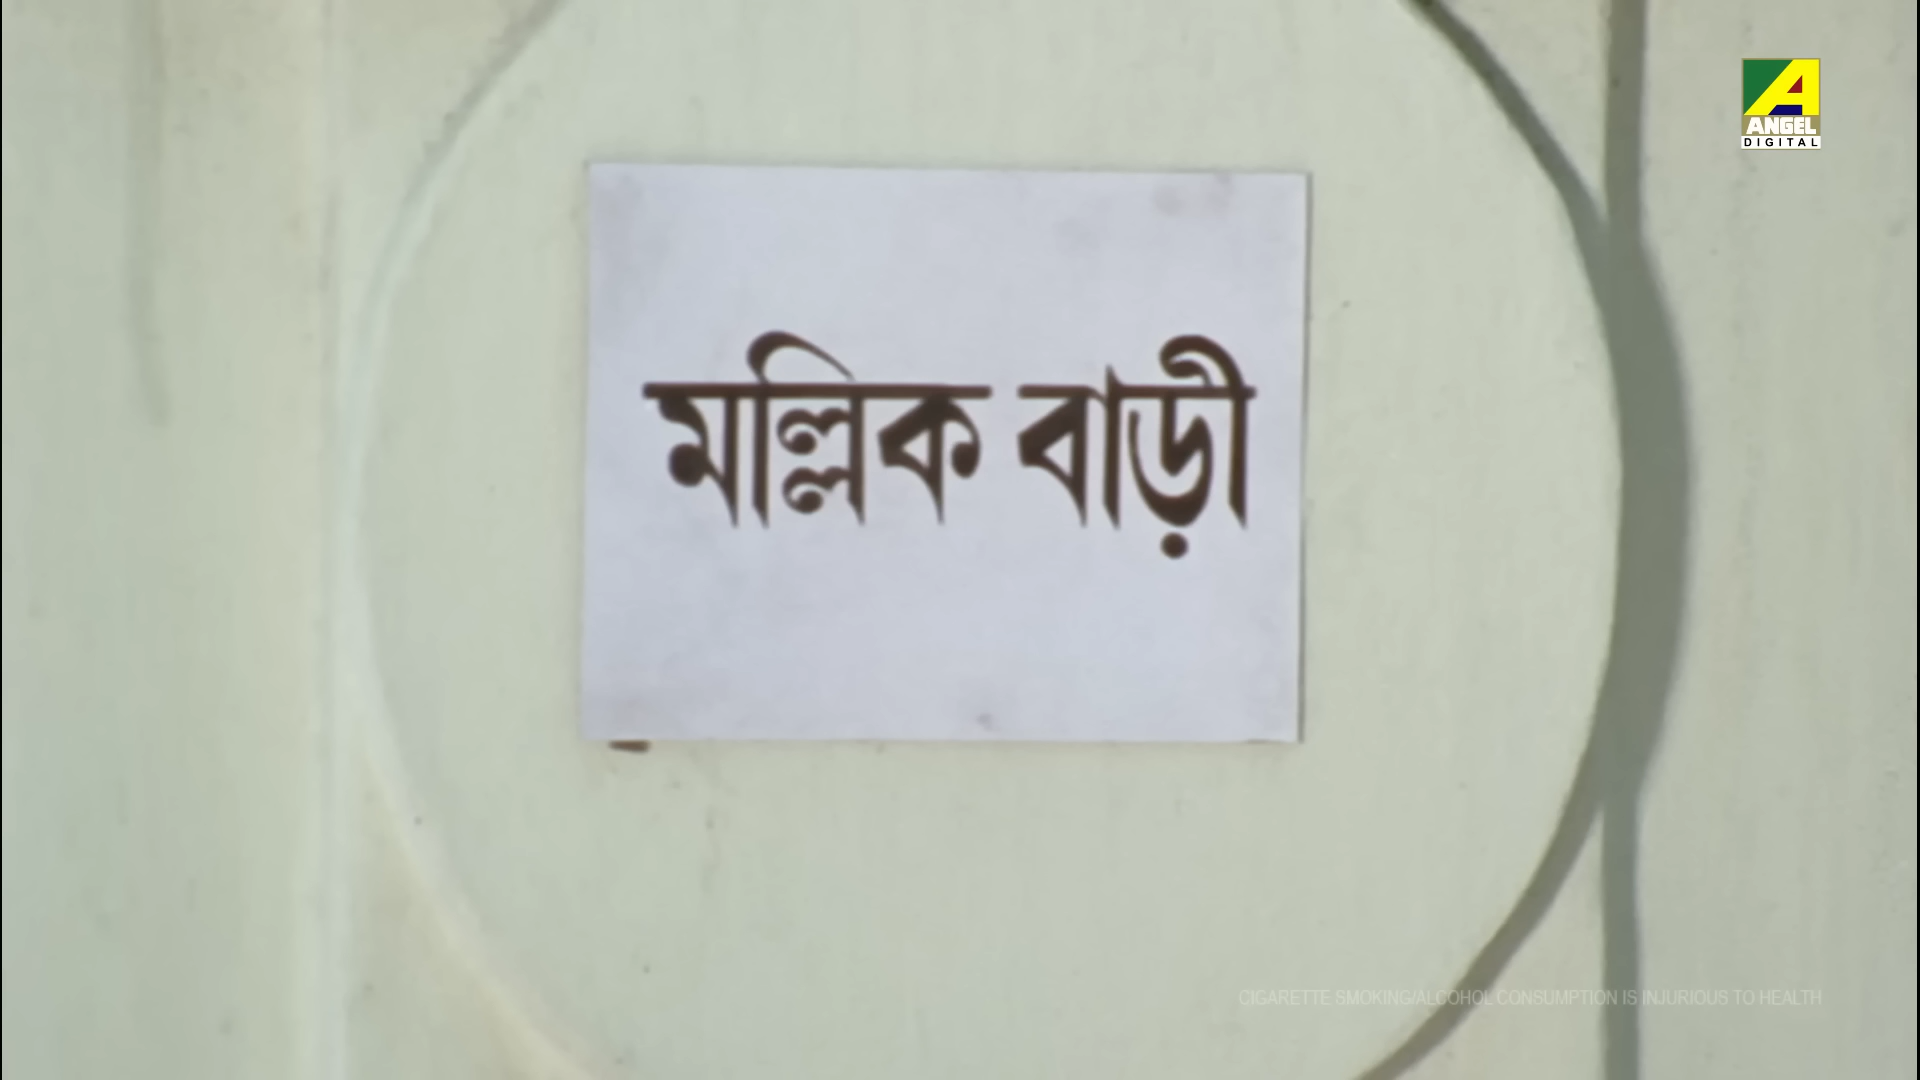 ANGEL
DIGITAL
মল্লিক বাড়ী
CIGARETTE SMOKING/ALCOHOL CONSUMPTION IS INJURIOUS TO HEALTH